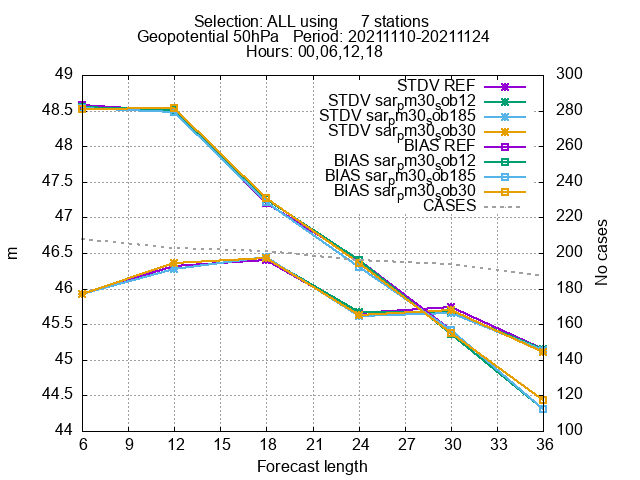 Selection: ALL using 7 stations
Geopotential 50hPa Period: 20211110-20211124
Hours: 00,06,12,18
STDV REF
STDV sarpm30sob12
STDV sarpm30sob185
STDV sarpm30sob30
BIAS REF
BIAS sarpm30sob12
BIAS sarpm30sob185
BIAS sarpm30sob30
CASES
49
48.5
48
47.5
47
46.5
46
45.5
45
44.5
44
m
300
280
260
240
220
200
180
160
140
120
100
No cases
6 9 12 15 18 21 24 27 30 33 36
Forecast length